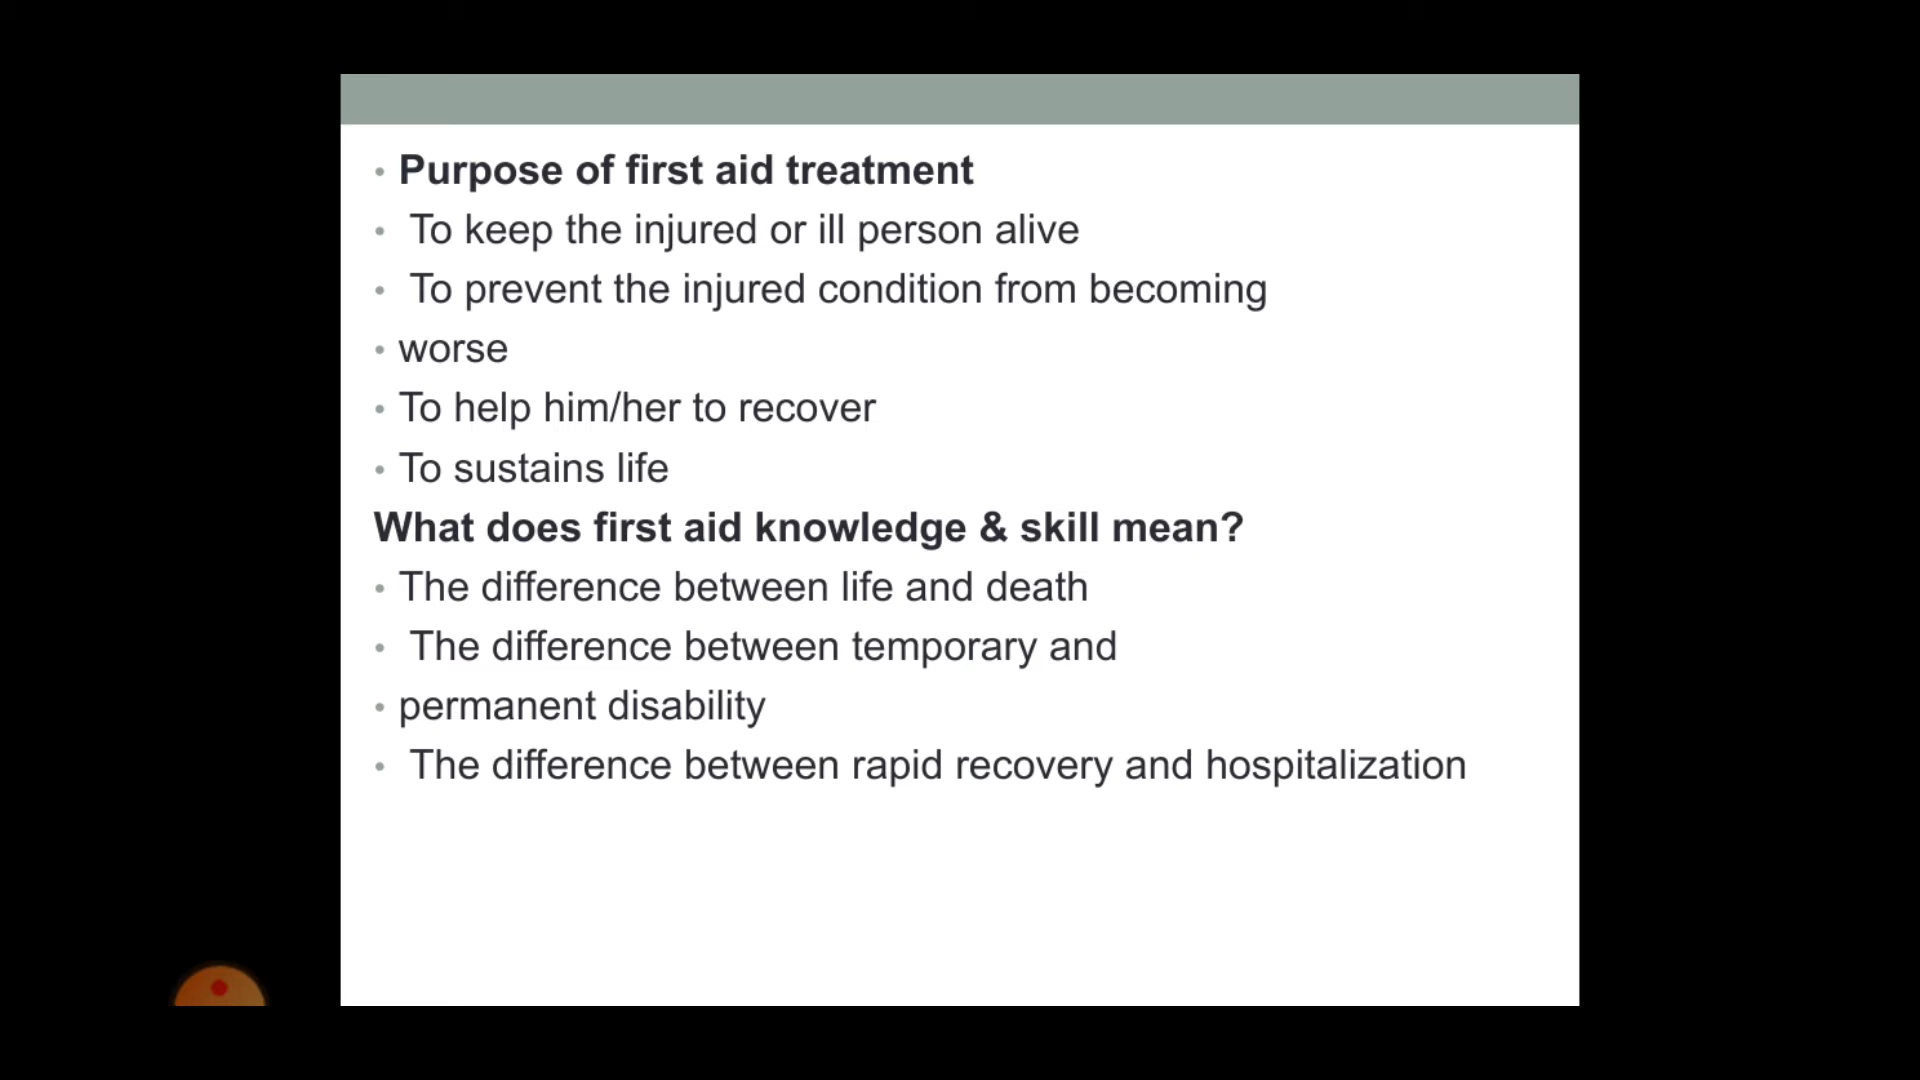 • Purpose of first aid treatment
• To keep the injured or ill person alive
• To prevent the injured condition from becoming
• worse
• To help him/her to recover
• To sustains life
What does first aid knowledge & skill mean?
• The difference between life and death
• The difference between temporary and
• permanent disability
• The difference between rapid recovery and hospitalization